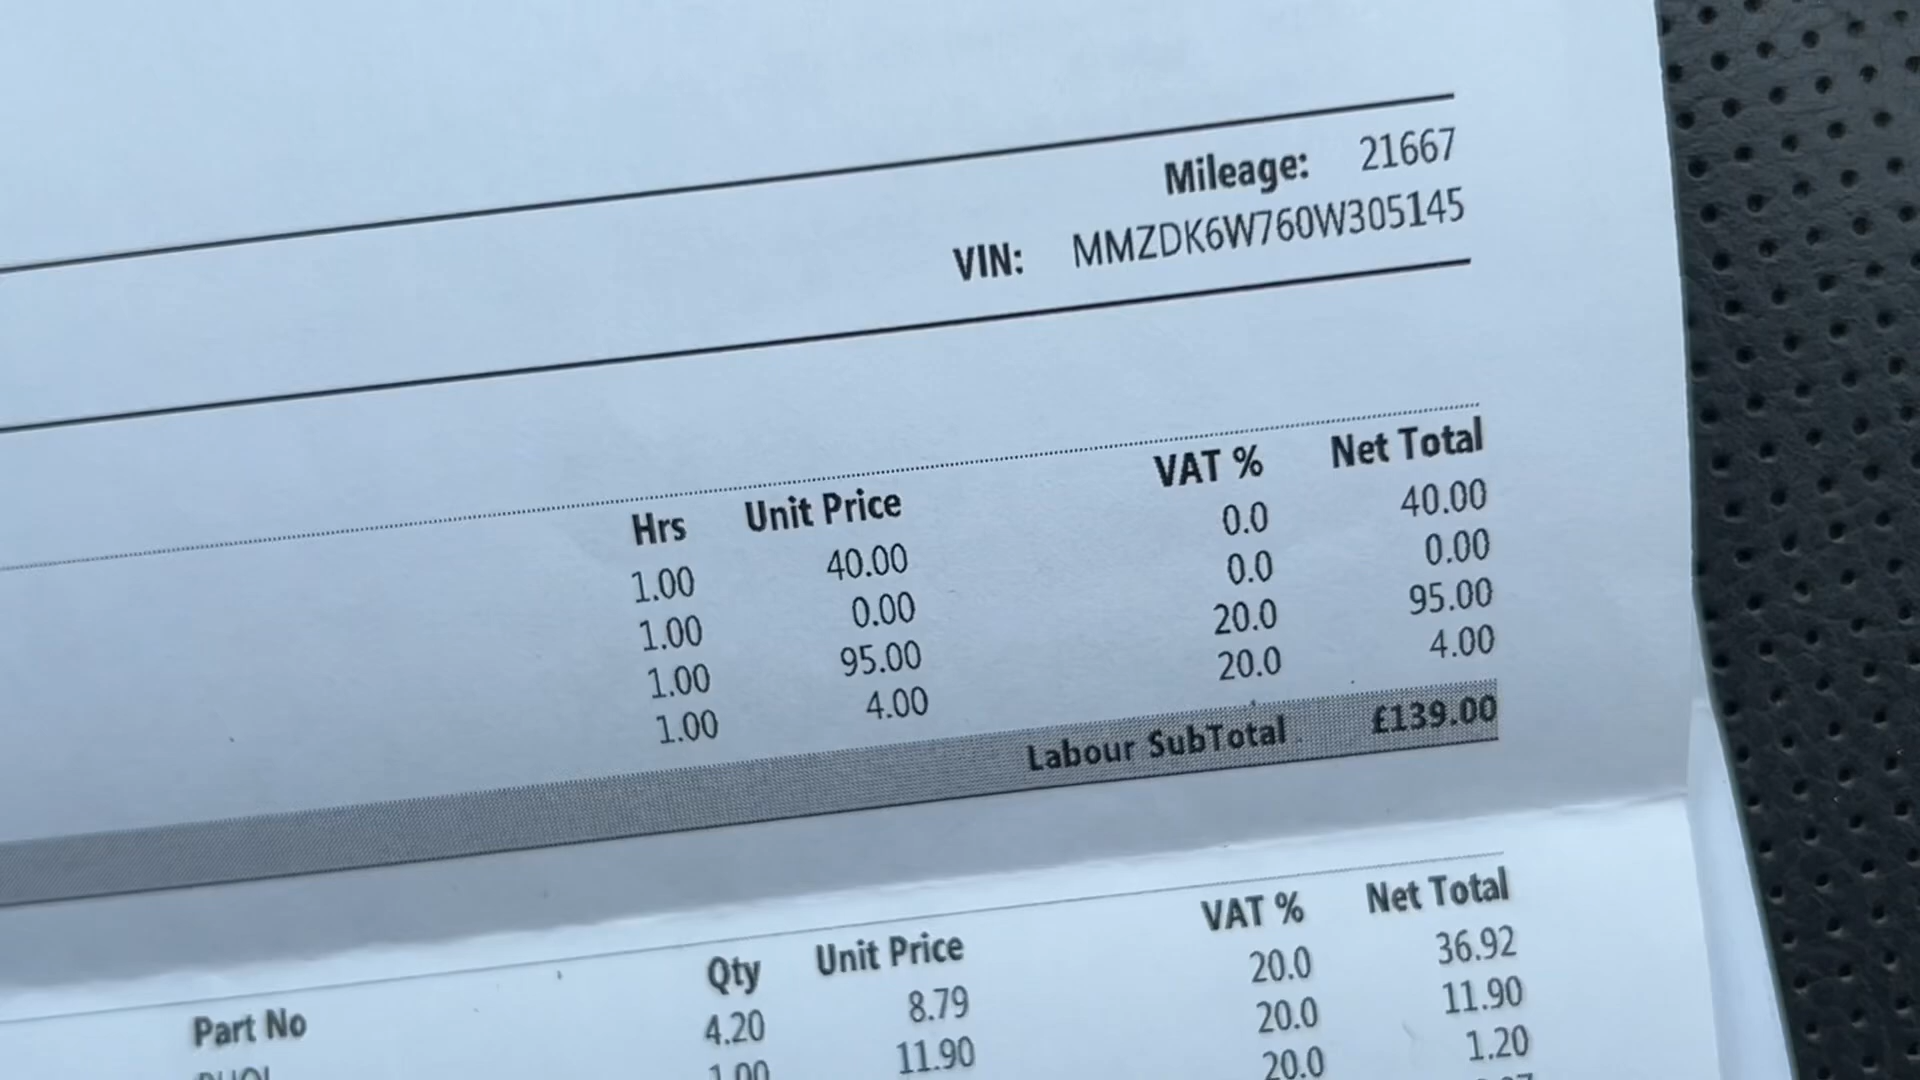 Mileage: 21667
VIN: MMZDK6W760W305145
Hrs Unit Price VAT % Net Total
1.00 40.00 0.0 40.00
1.00 0.00 0.0 0.00
1.00 95.00 20.0 95.00
1.00 4.00 20.0 4.00
Labour SubTotal £139.00
Part No Qty Unit Price VAT % Net Total
4.20 8.79 20.0 36.92
1.00 11.90 20.0 11.90
20.0 1.20